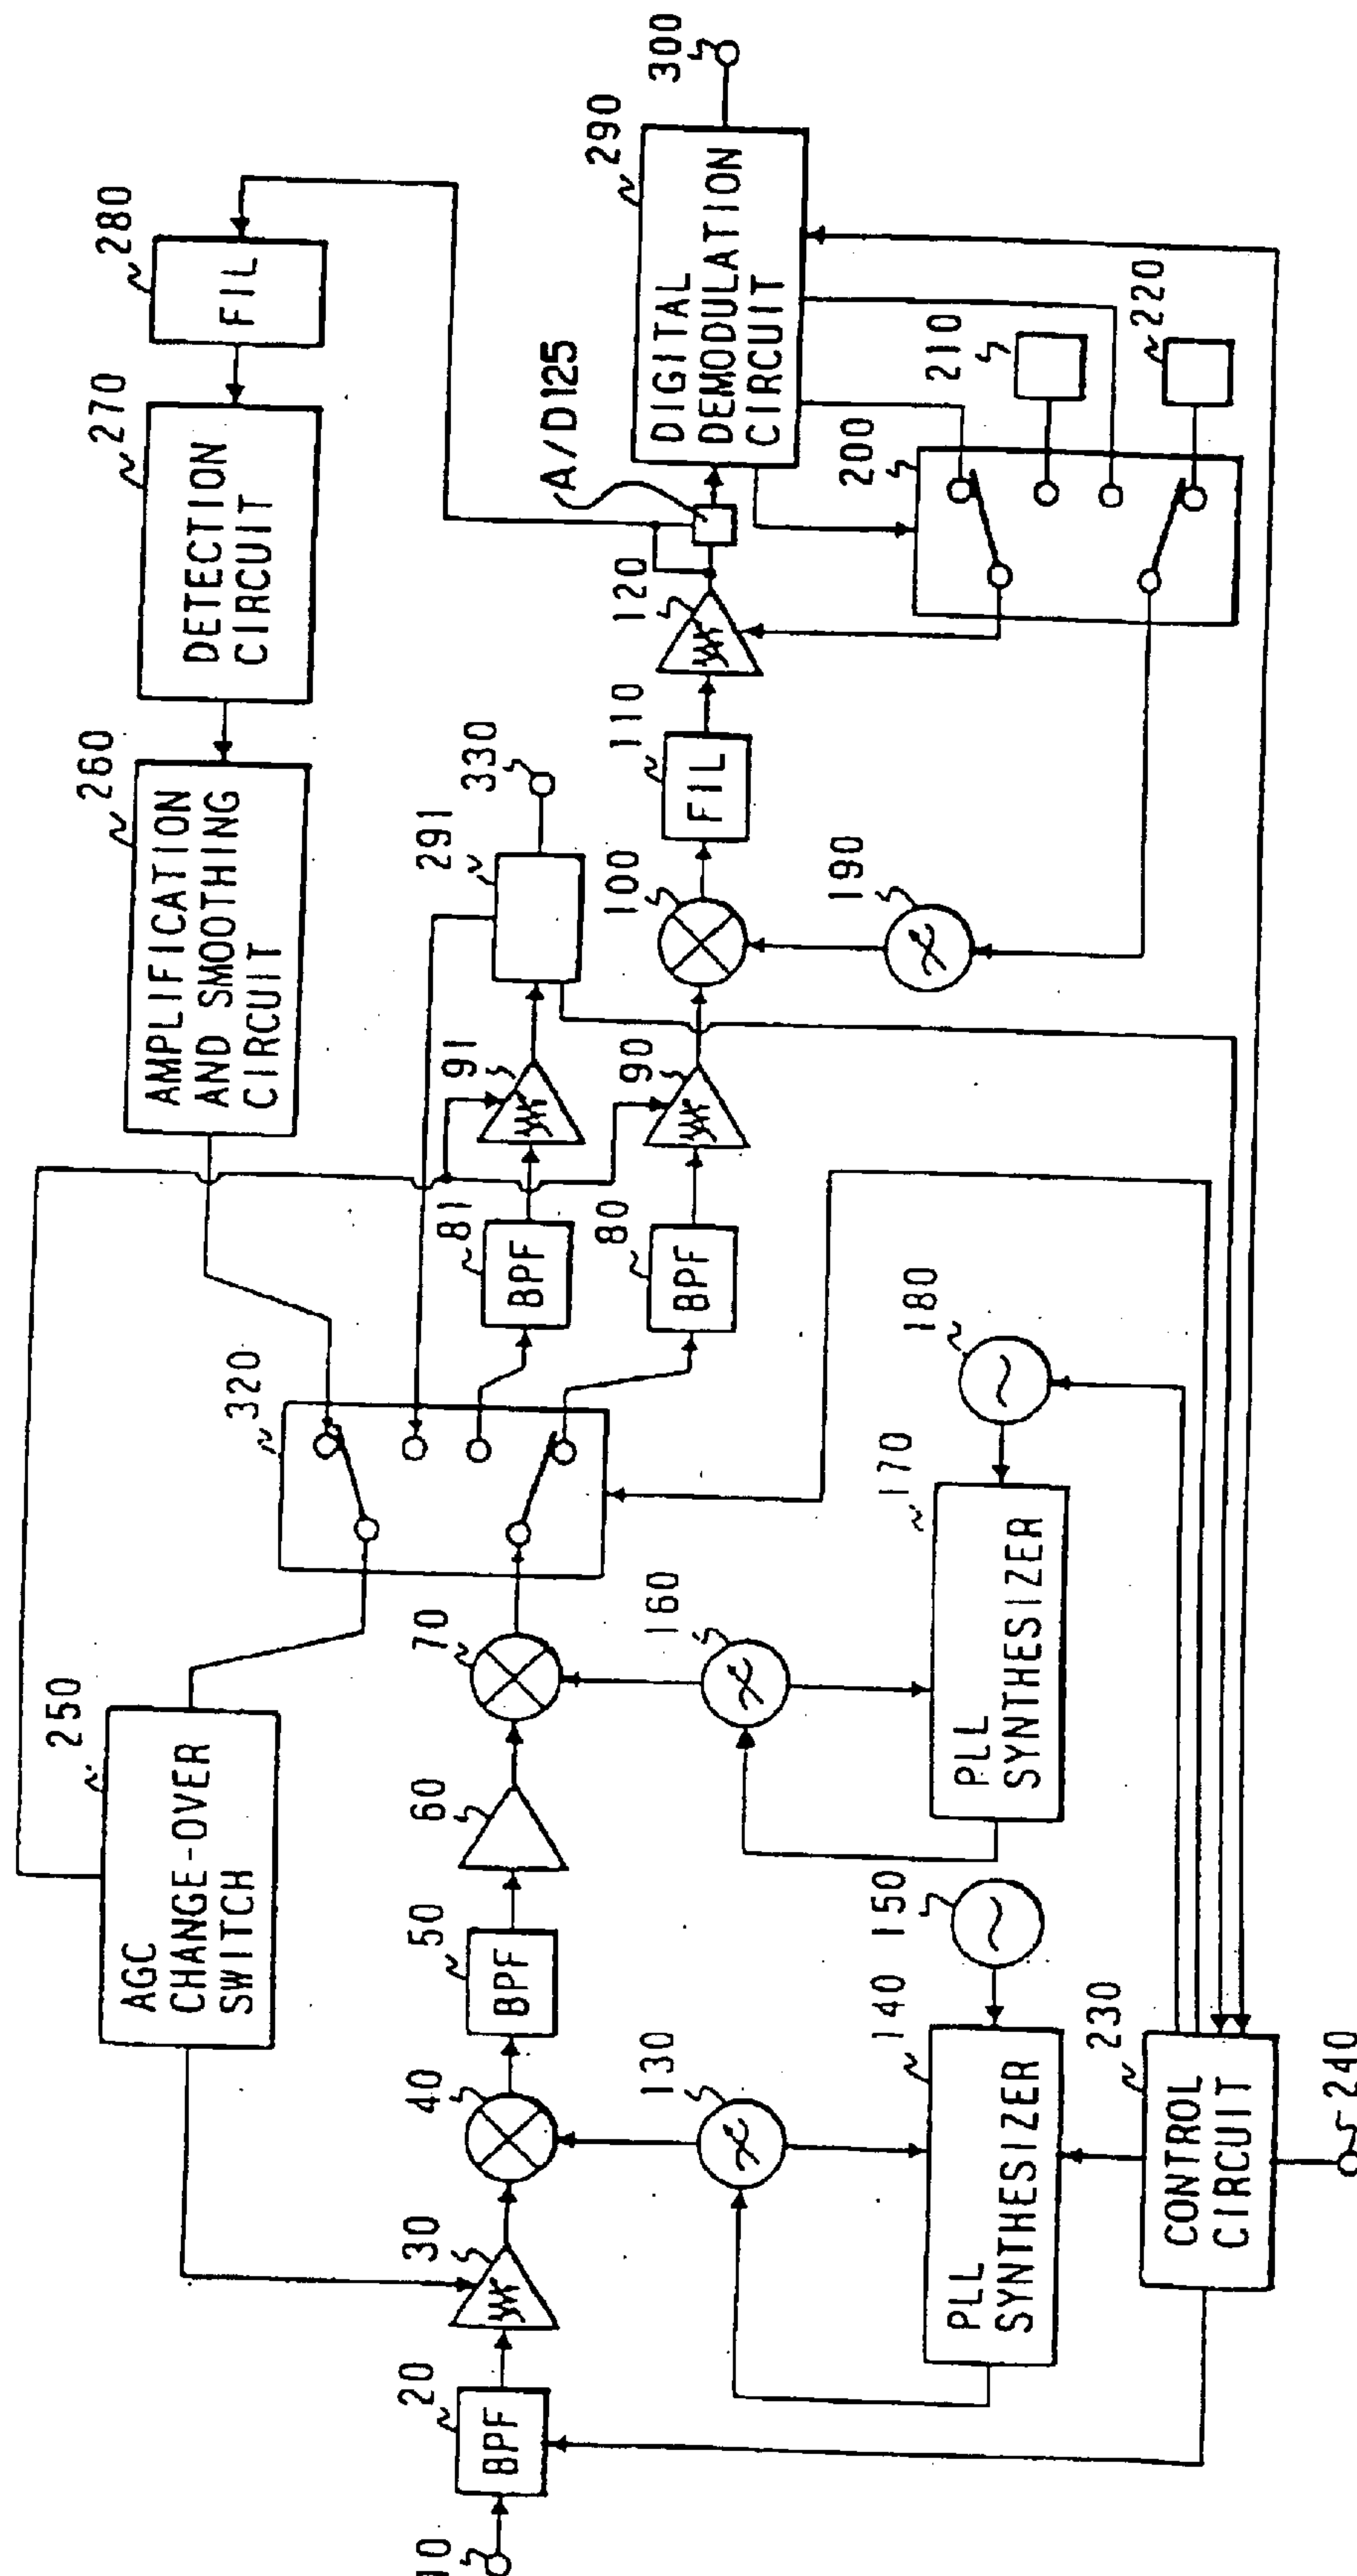 250
AGC
CHANGE-OVER
SWITCH
260
AMPLIFICATION
AND SMOOTHING
CIRCUIT
270
DETECTION
CIRCUIT
280
FIL
320
10
20
BPF
30
40
50
BPF
60
70
81
BPF
91
291
330
80
BPF
90
100
110
FIL
120
A/D125
290
DIGITAL
DEMODULATION
CIRCUIT
300
130
160
190
200
210
220
140
PLL
SYNTHESIZER
150
170
PLL
SYNTHESIZER
180
230
CONTROL
CIRCUIT
240